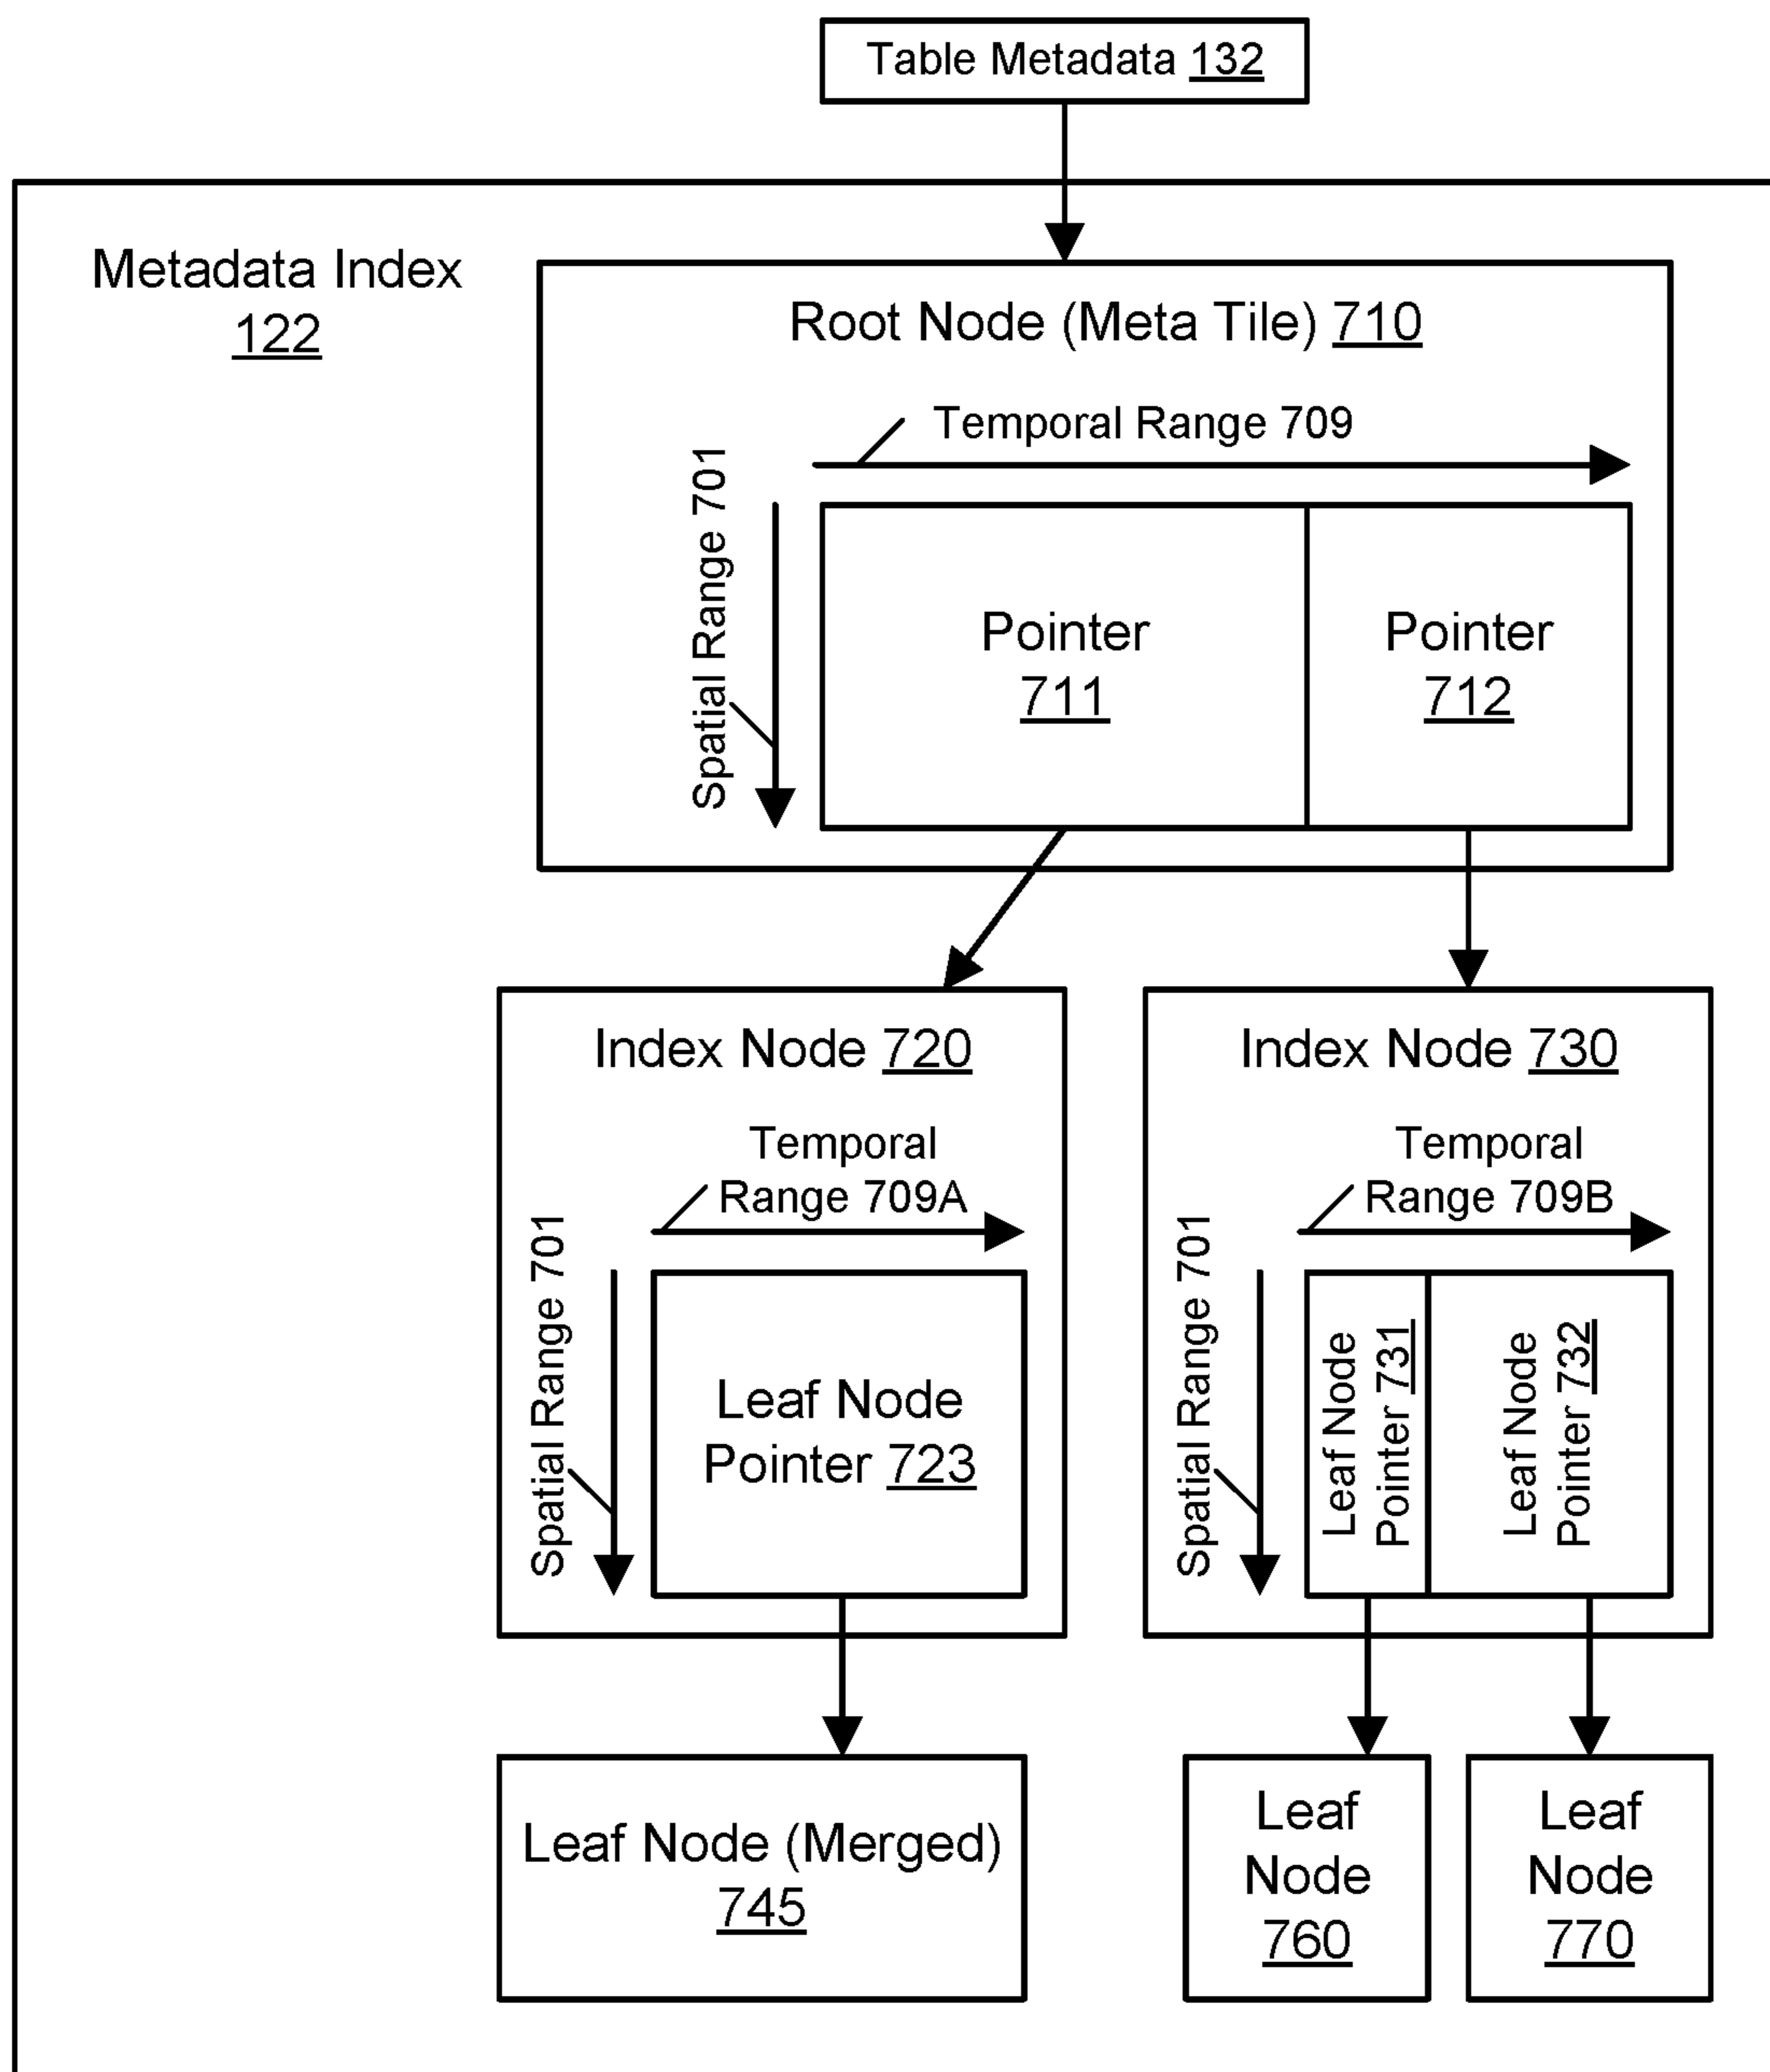 Table Metadata 132
Metadata Index
122
Root Node (Meta Tile) 710
Temporal Range 709
Spatial Range 701
Pointer
711
Pointer
712
Index Node 720
Temporal
Range 709A
Spatial Range 701
Leaf Node
Pointer 723
Index Node 730
Temporal
Range 709B
Spatial Range 701
Leaf Node
Pointer 731
Leaf Node
Pointer 732
Leaf Node (Merged)
745
Leaf
Node
760
Leaf
Node
770